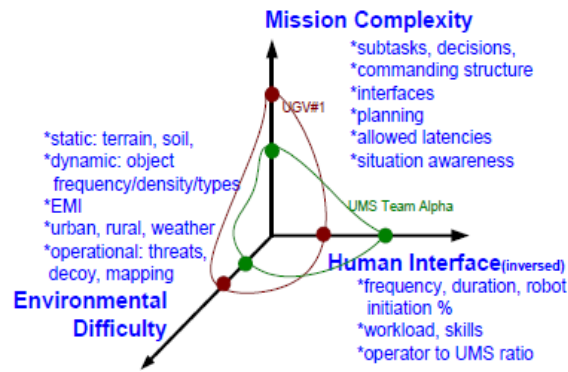 Mission Complexity
*subtasks, decisions,
*commanding structure
*interfaces
*planning
*allowed latencies
*situation awareness
UGV#1
*static: terrain, soil,
*dynamic: object
frequency/density/types
*EMI
*urban, rural, weather
*operational: threats,
decoy, mapping
UMS Team Alpha
Human Interface(inversed)
*frequency, duration, robot
initiation %
*workload, skills
*operator to UMS ratio
Environmental
Difficulty